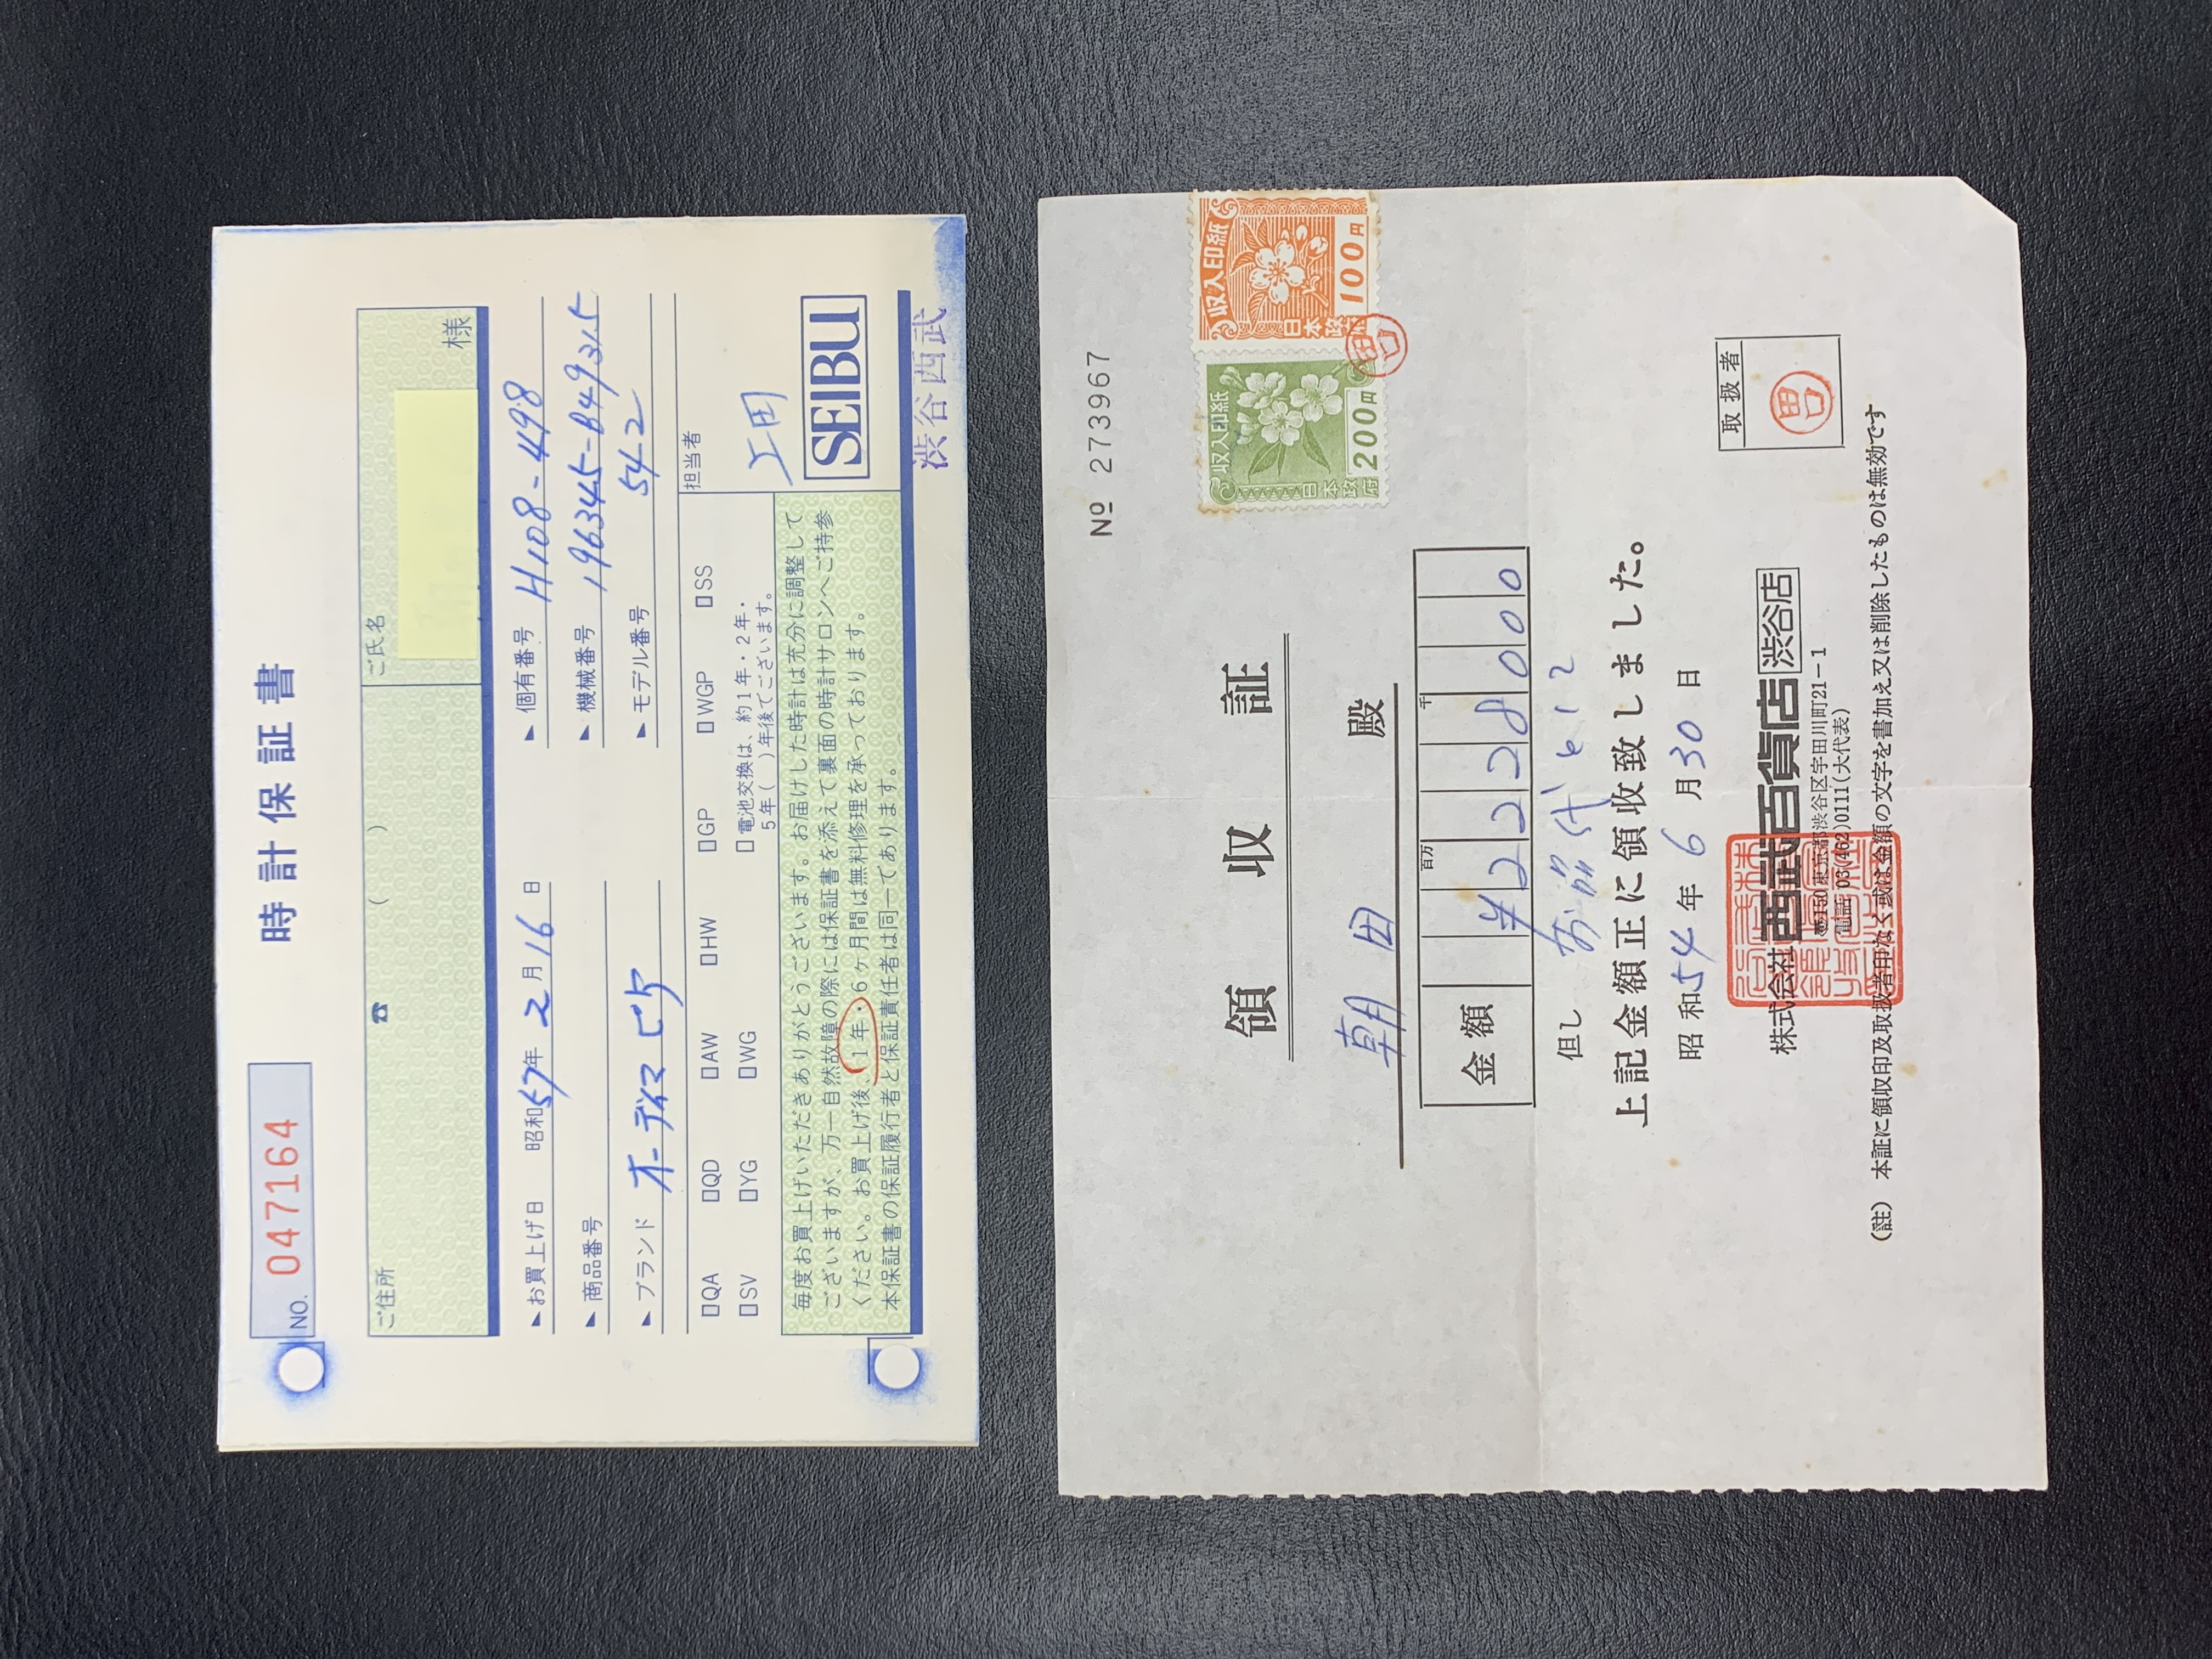 NO. 047164
時計保証書
ご住所
☎ ( )
ご氏名
様
お買上げ日 昭和57年2月16日
商品番号
ブランド オーディマピゲ
個有番号 H108-498
機械番号 196345-B49315
モデル番号 542
□QA □QD □AW □HW □GP □WGP □SS
□SV □YG □WG
□電池交換は、約1年・2年・
5年( )年後でございます。
担当者
上田
毎度お買上げいただきありがとうございます。お届けした時計は充分に調整して
ございますが、万一自然故障の際には保証書を添えて裏面の時計サロンへご持参
ください。お買上げ後、1年・6ヶ月間は無料修理を承っております。
本保証書の保証履行者と保証責任者は同一であります。
SEIBU
渋谷西武
№ 273967
領収証
収入印紙
200円
日本政府
収入印紙
100円
日本政府
朝田 殿
金額 百万 千
¥2228000
但し お品代として
上記金額正に領収致しました。
昭和54年6月30日
株式会社西武百貨店 渋谷店
〒150 東京都渋谷区宇田川町21-1
電話 03(462)0111(大代表)
取扱者
(註) 本証に領収印及取扱者印なく或は金額の文字を書加え又は削除したものは無効です